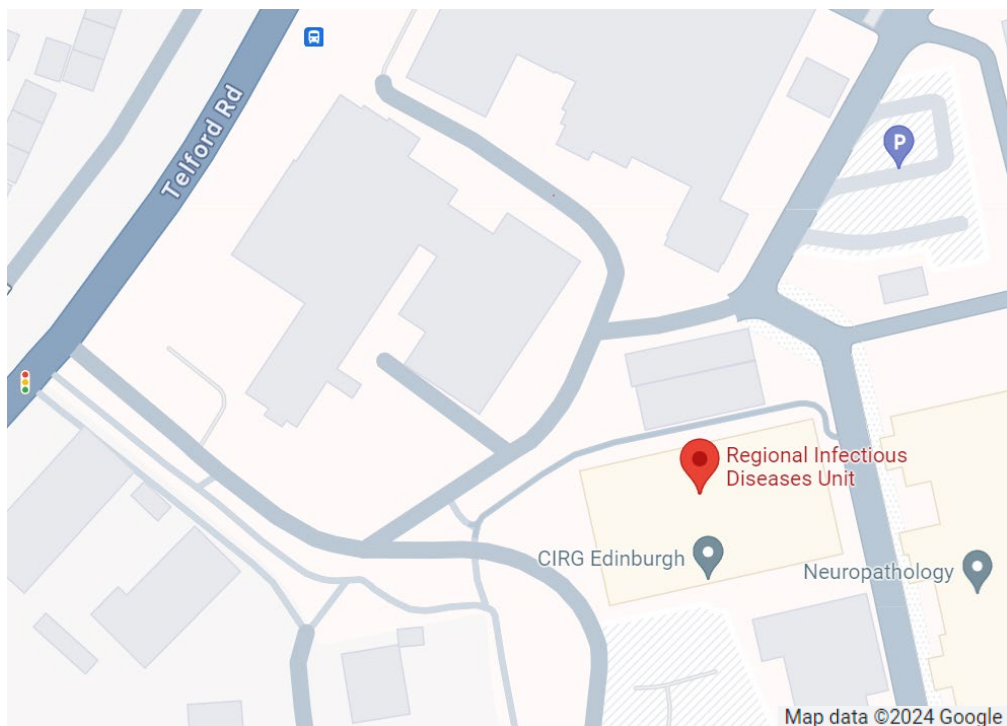 Telford Rd
P
Regional Infectious
Diseases Unit
CIRG Edinburgh
Neuropathology
Map data ©2024 Google